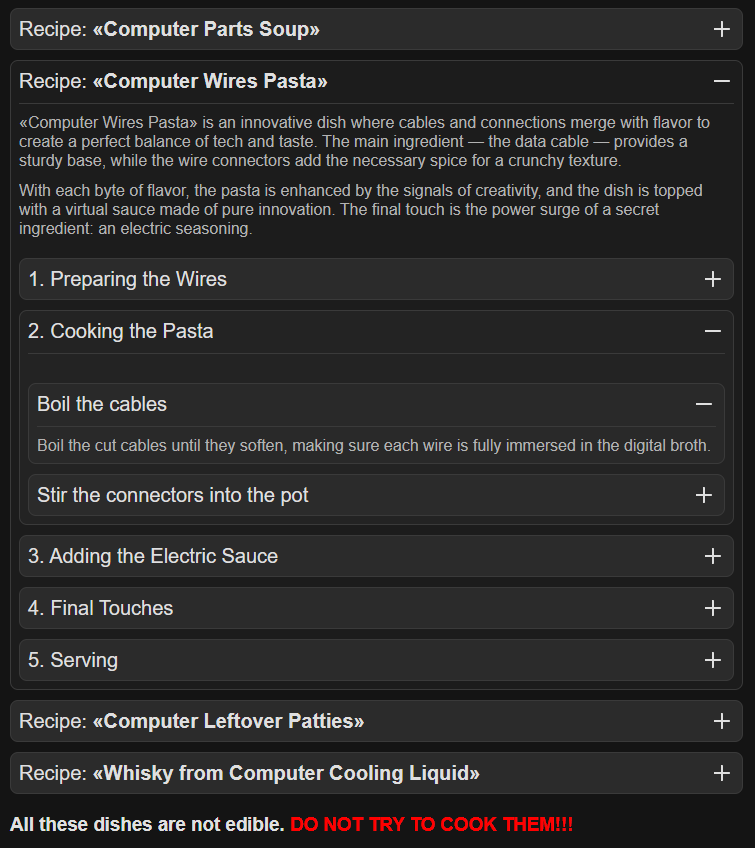 Recipe: «Computer Parts Soup»
Recipe: «Computer Wires Pasta»
«Computer Wires Pasta» is an innovative dish where cables and connections merge with flavor to
create a perfect balance of tech and taste. The main ingredient — the data cable — provides a
sturdy base, while the wire connectors add the necessary spice for a crunchy texture.
With each byte of flavor, the pasta is enhanced by the signals of creativity, and the dish is topped
with a virtual sauce made of pure innovation. The final touch is the power surge of a secret
ingredient: an electric seasoning.
1. Preparing the Wires
2. Cooking the Pasta
Boil the cables
Boil the cut cables until they soften, making sure each wire is fully immersed in the digital broth.
Stir the connectors into the pot
3. Adding the Electric Sauce
4. Final Touches
5. Serving
Recipe: «Computer Leftover Patties»
Recipe: «Whisky from Computer Cooling Liquid»
All these dishes are not edible. DO NOT TRY TO COOK THEM!!!